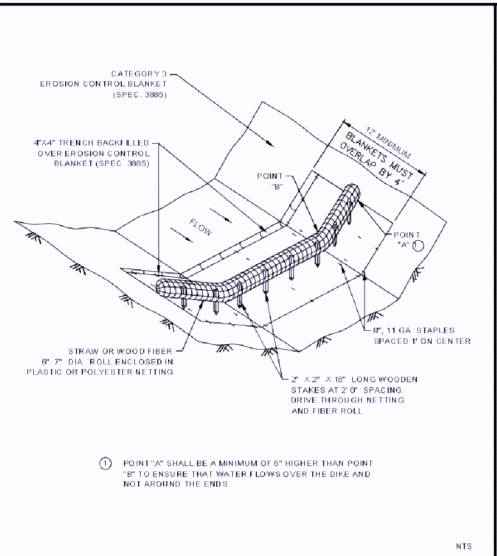 CATEGORY 3
EROSION CONTROL BLANKET
(SPEC. 3885)
4"X4" TRENCH BACKFILLED
OVER EROSION CONTROL
BLANKET (SPEC. 3885)
12' MINIMUM
BLANKETS MUST
OVERLAP BY 4"
POINT
"B"
FLOW
POINT
"A" 1
8", 11 GA. STAPLES
SPACED 1' ON CENTER
STRAW OR WOOD FIBER
6"- 7" DIA. ROLL ENCLOSED IN
PLASTIC OR POLYESTER NETTING
2" X 2" X 18" LONG WOODEN
STAKES AT 2' 0" SPACING.
DRIVE THROUGH NETTING
AND FIBER ROLL
1 POINT "A" SHALL BE A MINIMUM OF 6" HIGHER THAN POINT
"B" TO ENSURE THAT WATER FLOWS OVER THE DIKE AND
NOT AROUND THE ENDS
NTS